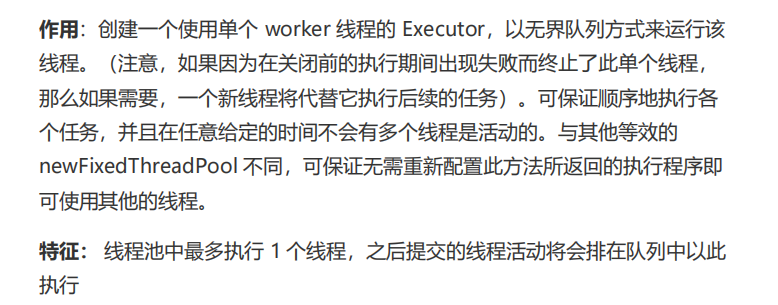 作用：创建一个使用单个 worker 线程的 Executor，以无界队列方式来运行该
线程。（注意，如果因为在关闭前的执行期间出现失败而终止了此单个线程，
那么如果需要，一个新线程将代替它执行后续的任务）。可保证顺序地执行各
个任务，并且在任意给定的时间不会有多个线程是活动的。与其他等效的
newFixedThreadPool 不同，可保证无需重新配置此方法所返回的执行程序即
可使用其他的线程。
特征： 线程池中最多执行 1 个线程，之后提交的线程活动将会排在队列中以此
执行